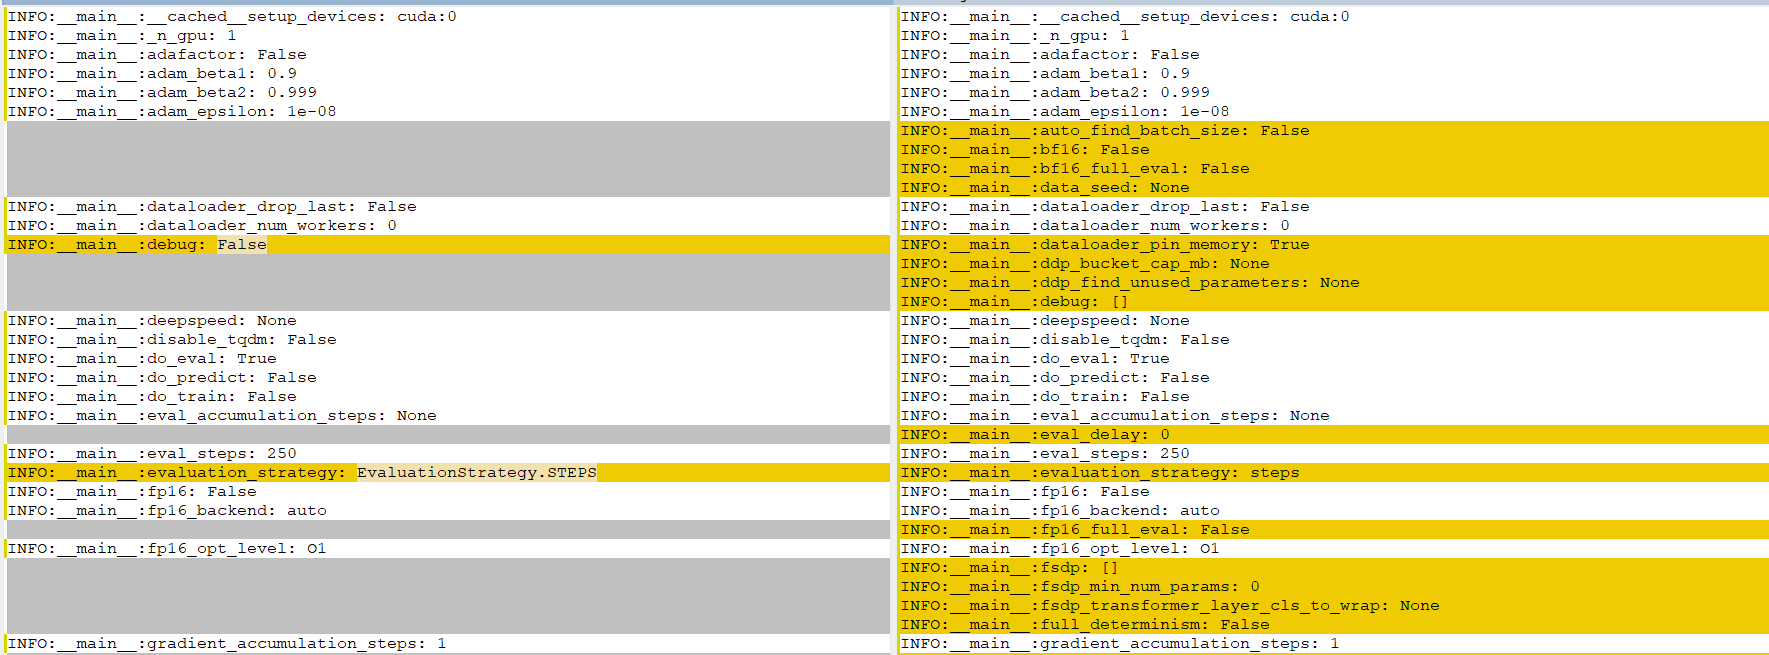 INFO:__main__:__cached__setup_devices: cuda:0
INFO:__main__:_n_gpu: 1
INFO:__main__:adafactor: False
INFO:__main__:adam_beta1: 0.9
INFO:__main__:adam_beta2: 0.999
INFO:__main__:adam_epsilon: 1e-08
INFO:__main__:dataloader_drop_last: False
INFO:__main__:dataloader_num_workers: 0
INFO:__main__:debug: False
INFO:__main__:deepspeed: None
INFO:__main__:disable_tqdm: False
INFO:__main__:do_eval: True
INFO:__main__:do_predict: False
INFO:__main__:do_train: False
INFO:__main__:eval_accumulation_steps: None
INFO:__main__:eval_steps: 250
INFO:__main__:evaluation_strategy: EvaluationStrategy.STEPS
INFO:__main__:fp16: False
INFO:__main__:fp16_backend: auto
INFO:__main__:fp16_opt_level: O1
INFO:__main__:gradient_accumulation_steps: 1
INFO:__main__:__cached__setup_devices: cuda:0
INFO:__main__:_n_gpu: 1
INFO:__main__:adafactor: False
INFO:__main__:adam_beta1: 0.9
INFO:__main__:adam_beta2: 0.999
INFO:__main__:adam_epsilon: 1e-08
INFO:__main__:auto_find_batch_size: False
INFO:__main__:bf16: False
INFO:__main__:bf16_full_eval: False
INFO:__main__:data_seed: None
INFO:__main__:dataloader_drop_last: False
INFO:__main__:dataloader_num_workers: 0
INFO:__main__:dataloader_pin_memory: True
INFO:__main__:ddp_bucket_cap_mb: None
INFO:__main__:ddp_find_unused_parameters: None
INFO:__main__:debug: []
INFO:__main__:deepspeed: None
INFO:__main__:disable_tqdm: False
INFO:__main__:do_eval: True
INFO:__main__:do_predict: False
INFO:__main__:do_train: False
INFO:__main__:eval_accumulation_steps: None
INFO:__main__:eval_delay: 0
INFO:__main__:eval_steps: 250
INFO:__main__:evaluation_strategy: steps
INFO:__main__:fp16: False
INFO:__main__:fp16_backend: auto
INFO:__main__:fp16_full_eval: False
INFO:__main__:fp16_opt_level: O1
INFO:__main__:fsdp: []
INFO:__main__:fsdp_min_num_params: 0
INFO:__main__:fsdp_transformer_layer_cls_to_wrap: None
INFO:__main__:full_determinism: False
INFO:__main__:gradient_accumulation_steps: 1